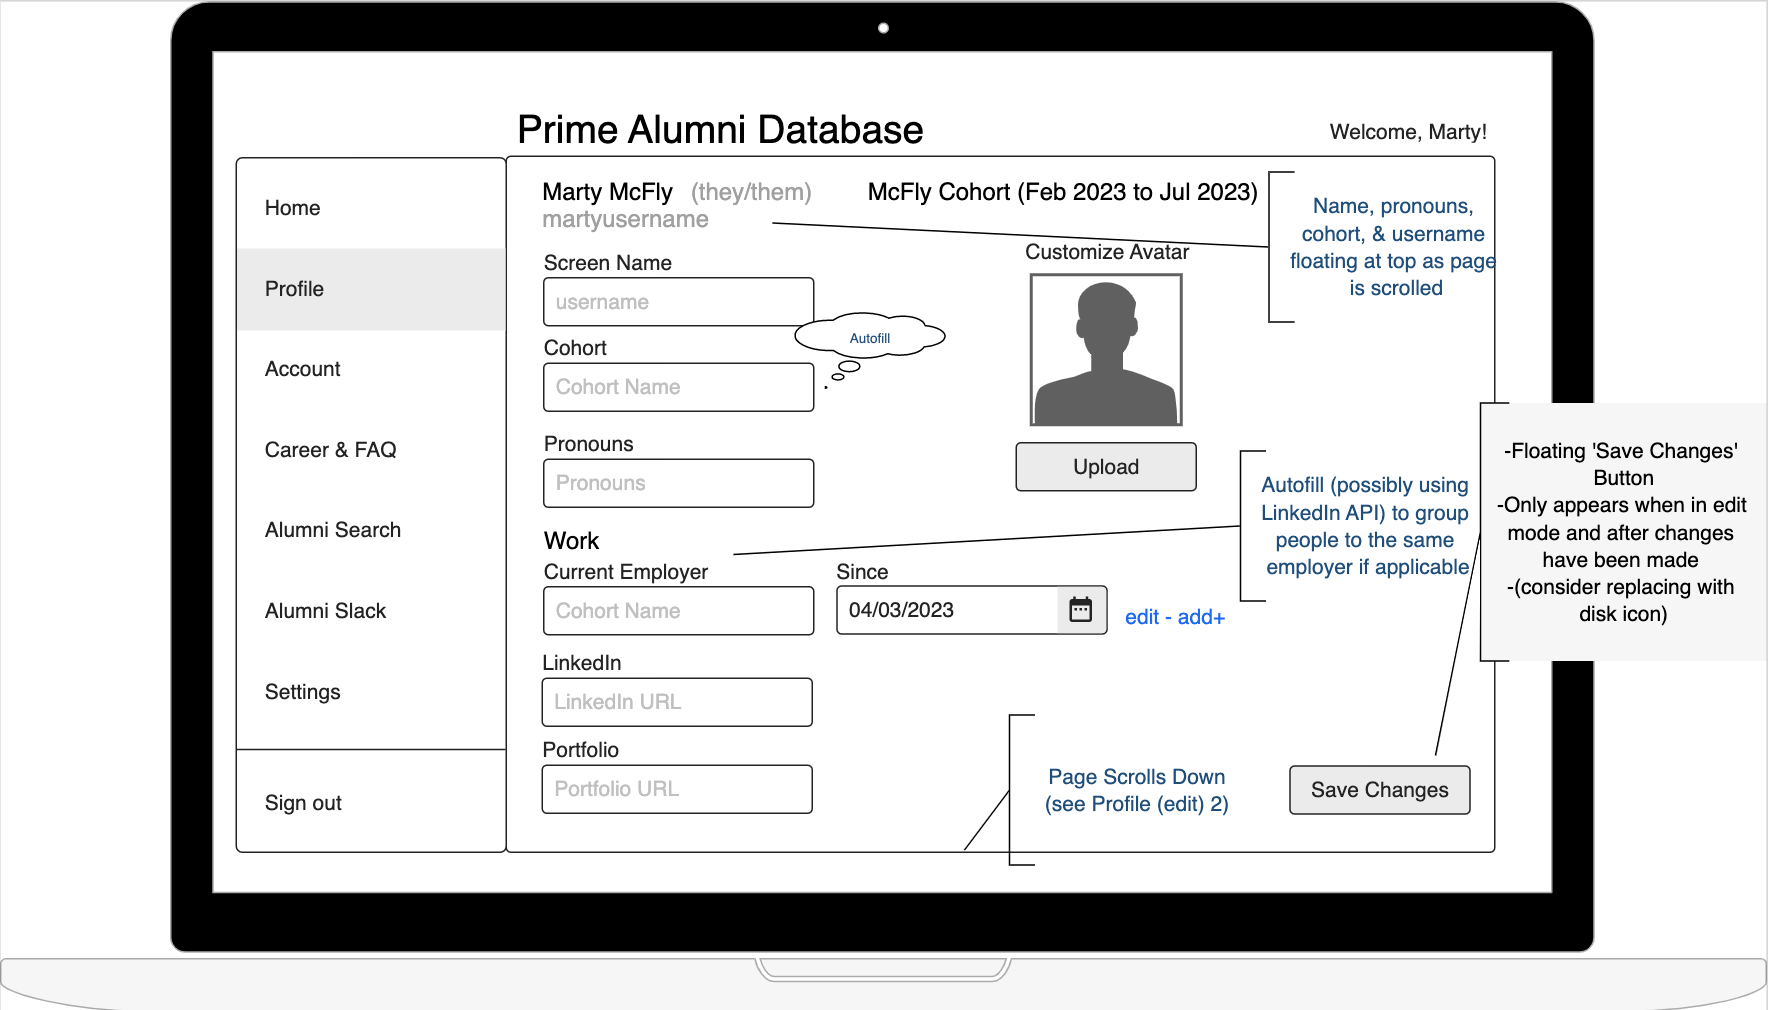 Prime Alumni Database
Welcome, Marty!
Home
Profile
Account
Career & FAQ
Alumni Search
Alumni Slack
Settings
Sign out
Marty McFly (they/them)
martyusername
McFly Cohort (Feb 2023 to Jul 2023)
Name, pronouns,
cohort, & username
floating at top as page
is scrolled
Screen Name
username
Autofill
Cohort
Cohort Name
Pronouns
Pronouns
Customize Avatar
Upload
Autofill (possibly using
LinkedIn API) to group
people to the same
employer if applicable
-Floating 'Save Changes'
Button
-Only appears when in edit
mode and after changes
have been made
-(consider replacing with
disk icon)
Work
Current Employer
Cohort Name
Since
04/03/2023
edit - add+
LinkedIn
LinkedIn URL
Portfolio
Portfolio URL
Page Scrolls Down
(see Profile (edit) 2)
Save Changes